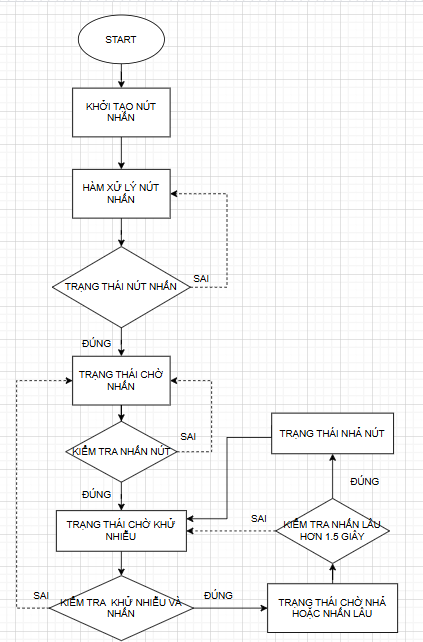 START
KHỞI TẠO NÚT
NHẤN
HÀM XỬ LÝ NÚT
NHẤN
SAI
TRẠNG THÁI NÚT NHẤN
ĐÚNG
TRẠNG THÁI CHỜ
NHẤN
SAI
KIỂM TRA NHẤN NÚT
TRẠNG THÁI NHẢ NÚT
ĐÚNG
ĐÚNG
TRẠNG THÁI CHỜ KHỬ
NHIỄU
SAI
KIỂM TRA NHẤN LÂU
HƠN 1.5 GIÂY
SAI
KIỂM TRA KHỬ NHIỄU VÀ
NHẤN
ĐÚNG
TRẠNG THÁI CHỜ NHẢ
HOẶC NHẤN LÂU